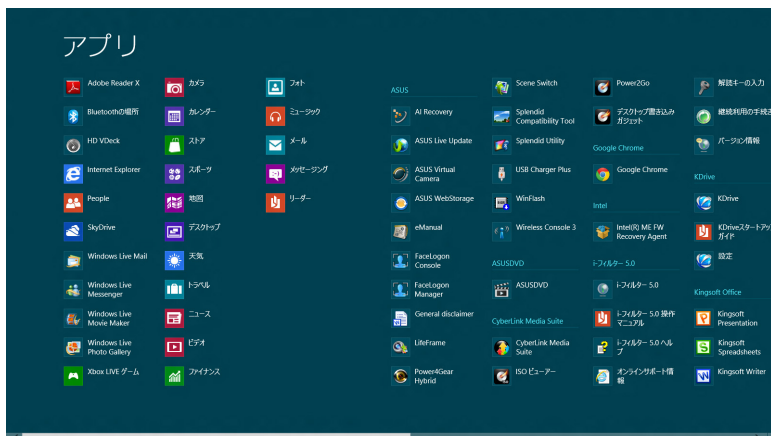 アプリ
Adobe Reader X
Bluetoothの場所
HD VDeck
Internet Explorer
People
SkyDrive
Windows Live Mail
Windows Live
Messenger
Windows Live
Movie Maker
Windows Live
Photo Gallery
Xbox LIVE ゲーム
カメラ
カレンダー
ストア
スポーツ
地図
デスクトップ
天気
トラベル
ニュース
ビデオ
ファイナンス
フォト
ミュージック
メール
メッセージング
リーダー
ASUS
AI Recovery
ASUS Live Update
ASUS Virtual
Camera
ASUS WebStorage
eManual
FaceLogon
Console
FaceLogon
Manager
General disclaimer
LifeFrame
Power4Gear
Hybrid
Scene Switch
Splendid
Compatibility Tool
Splendid Utility
USB Charger Plus
WinFlash
Wireless Console 3
ASUSDVD
ASUSDVD
CyberLink Media Suite
CyberLink Media
Suite
ISO ビューアー
Power2Go
デスクトップ書き込み
ガジェット
Google Chrome
Google Chrome
Intel
Intel(R) ME FW
Recovery Agent
i-フィルター 5.0
i-フィルター 5.0
i-フィルター 5.0 操作
マニュアル
i-フィルター 5.0 ヘル
プ
オンラインサポート情
報
解読キーの入力
継続利用の手続き
バージョン情報
KDrive
KDrive
KDriveスタートアッ
ガイド
設定
Kingsoft Office
Kingsoft
Presentation
Kingsoft
Spreadsheets
Kingsoft Writer